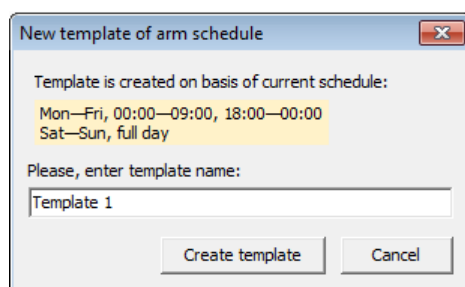 New template of arm schedule
Template is created on basis of current schedule:
Mon—Fri, 00:00—09:00, 18:00—00:00
Sat—Sun, full day
Please, enter template name:
Template 1
Create template
Cancel